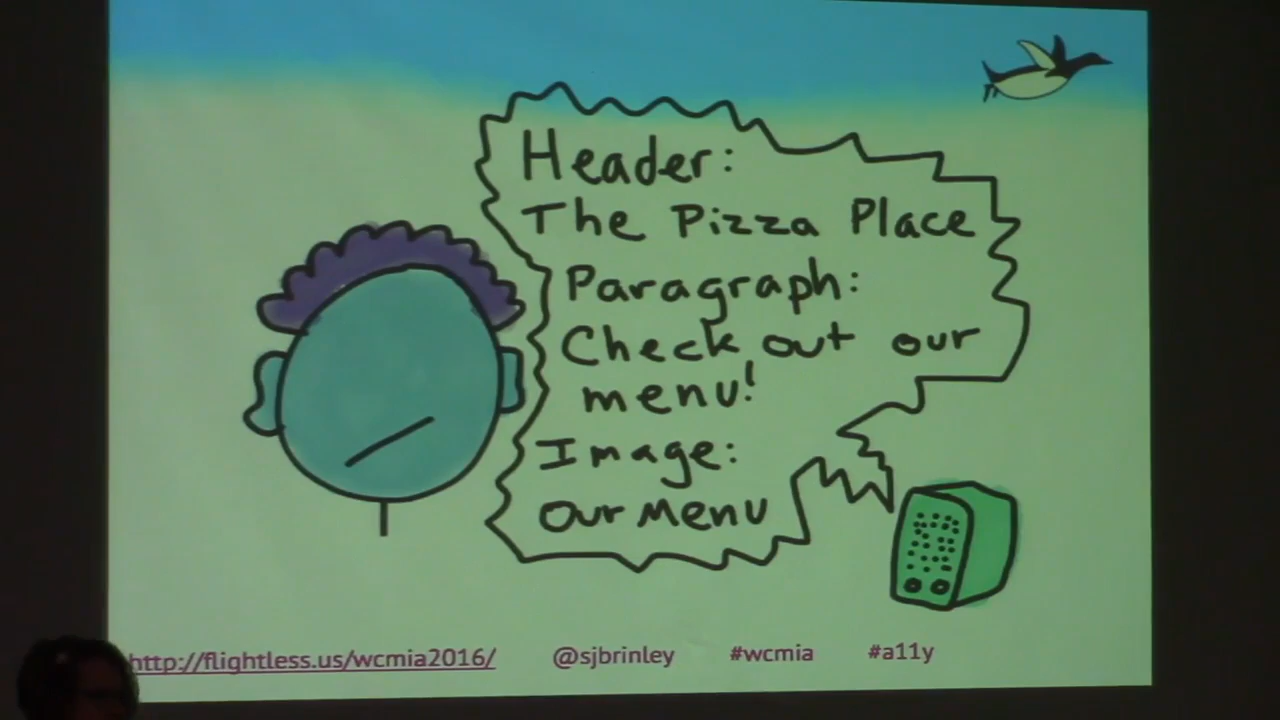 Header:
The Pizza Place
Paragraph:
Check out our
menu!
Image:
Our Menu
http://flightless.us/wcmia2016/ @sjbrinley #wcmia #a11y